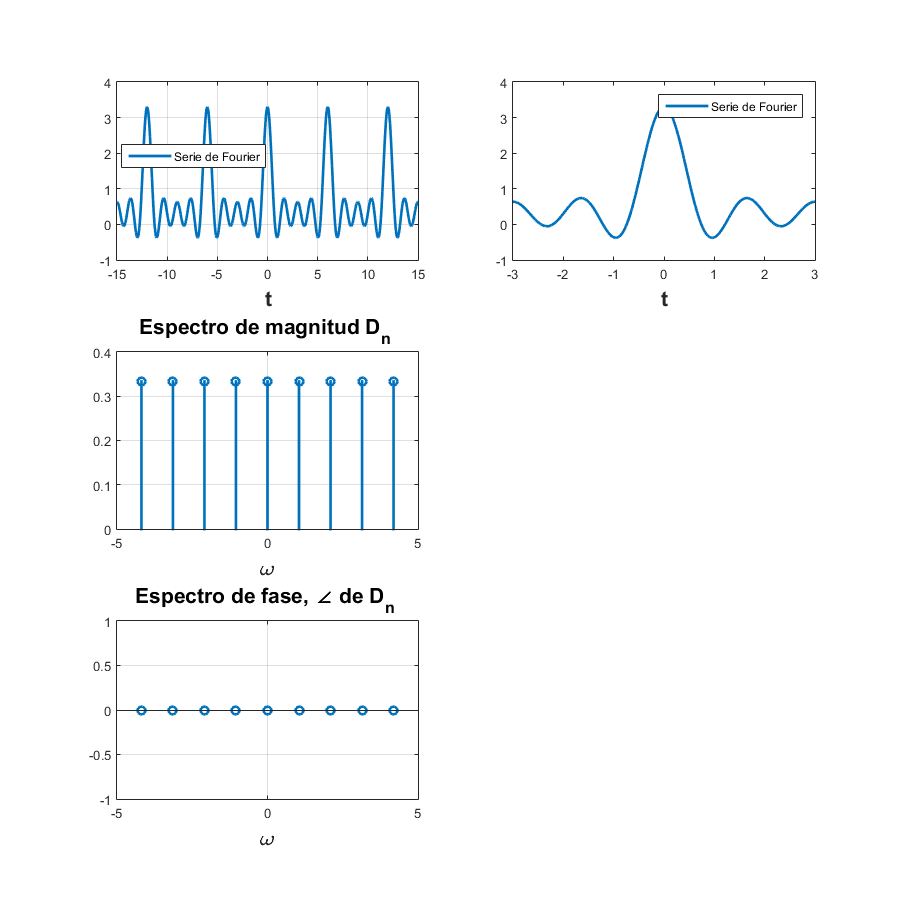 4
3
2
1
0
-1
-15 -10 -5 0 5 10 15
t
Serie de Fourier
4
3
2
1
0
-1
-3 -2 -1 0 1 2 3
t
Serie de Fourier
Espectro de magnitud Dn
0.4
0.3
0.2
0.1
0
-5 0 5
ω
Espectro de fase, ∠ de Dn
1
0.5
0
-0.5
-1
-5 0 5
ω